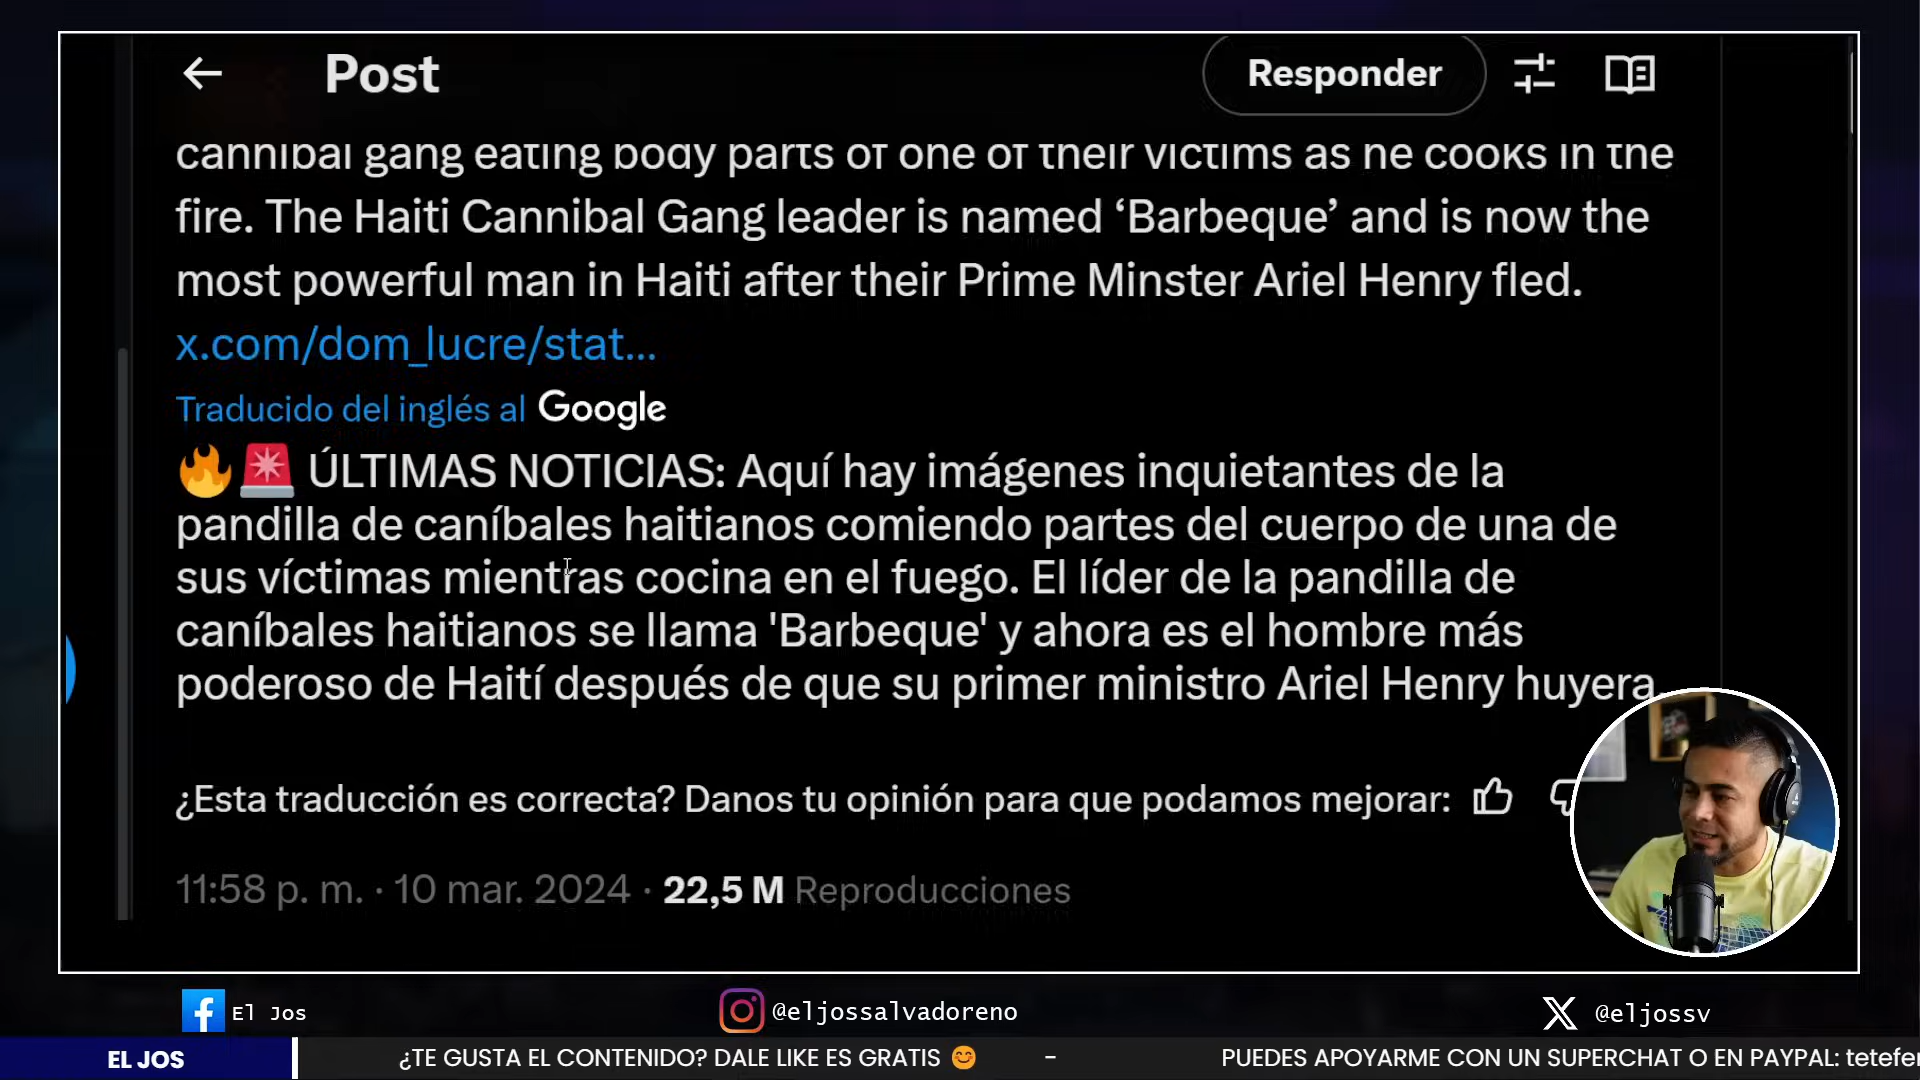 Post
Responder
cannibal gang eating body parts of one of their victims as he cooks in the
fire. The Haiti Cannibal Gang leader is named ‘Barbeque’ and is now the
most powerful man in Haiti after their Prime Minster Ariel Henry fled.
x.com/dom_lucre/stat...
Traducido del inglés al Google
🔥🚨 ÚLTIMAS NOTICIAS: Aquí hay imágenes inquietantes de la
pandilla de caníbales haitianos comiendo partes del cuerpo de una de
sus víctimas mientras cocina en el fuego. El líder de la pandilla de
caníbales haitianos se llama 'Barbeque' y ahora es el hombre más
poderoso de Haití después de que su primer ministro Ariel Henry huyera.
¿Esta traducción es correcta? Danos tu opinión para que podamos mejorar:
11:58 p. m. · 10 mar. 2024 · 22,5 M Reproducciones
El Jos
@eljossalvadoreno
@eljossv
EL JOS
¿TE GUSTA EL CONTENIDO? DALE LIKE ES GRATIS 😊 - PUEDES APOYARME CON UN SUPERCHAT O EN PAYPAL: tetefer